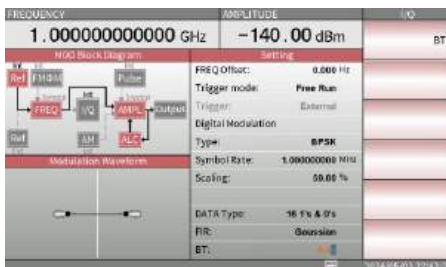 FREQUENCY AMPLITUDE I/Q
1.000000000000 GHz -140.00 dBm
BT
MOD Block Diagram
Setting
Ref FM/ΦM Pulse
FREQ I/Q AMPL Output
Ref AM ALC
Modulation Waveform
FREQ Offset: 0.000 Hz
Trigger mode: Free Run
Trigger: External
Digital Modulation
Type: BPSK
Symbol Rate: 1.000000000 MHz
Scaling: 50.00 %
DATA Type: 16 1's & 0's
FIR: Goussion
BT: